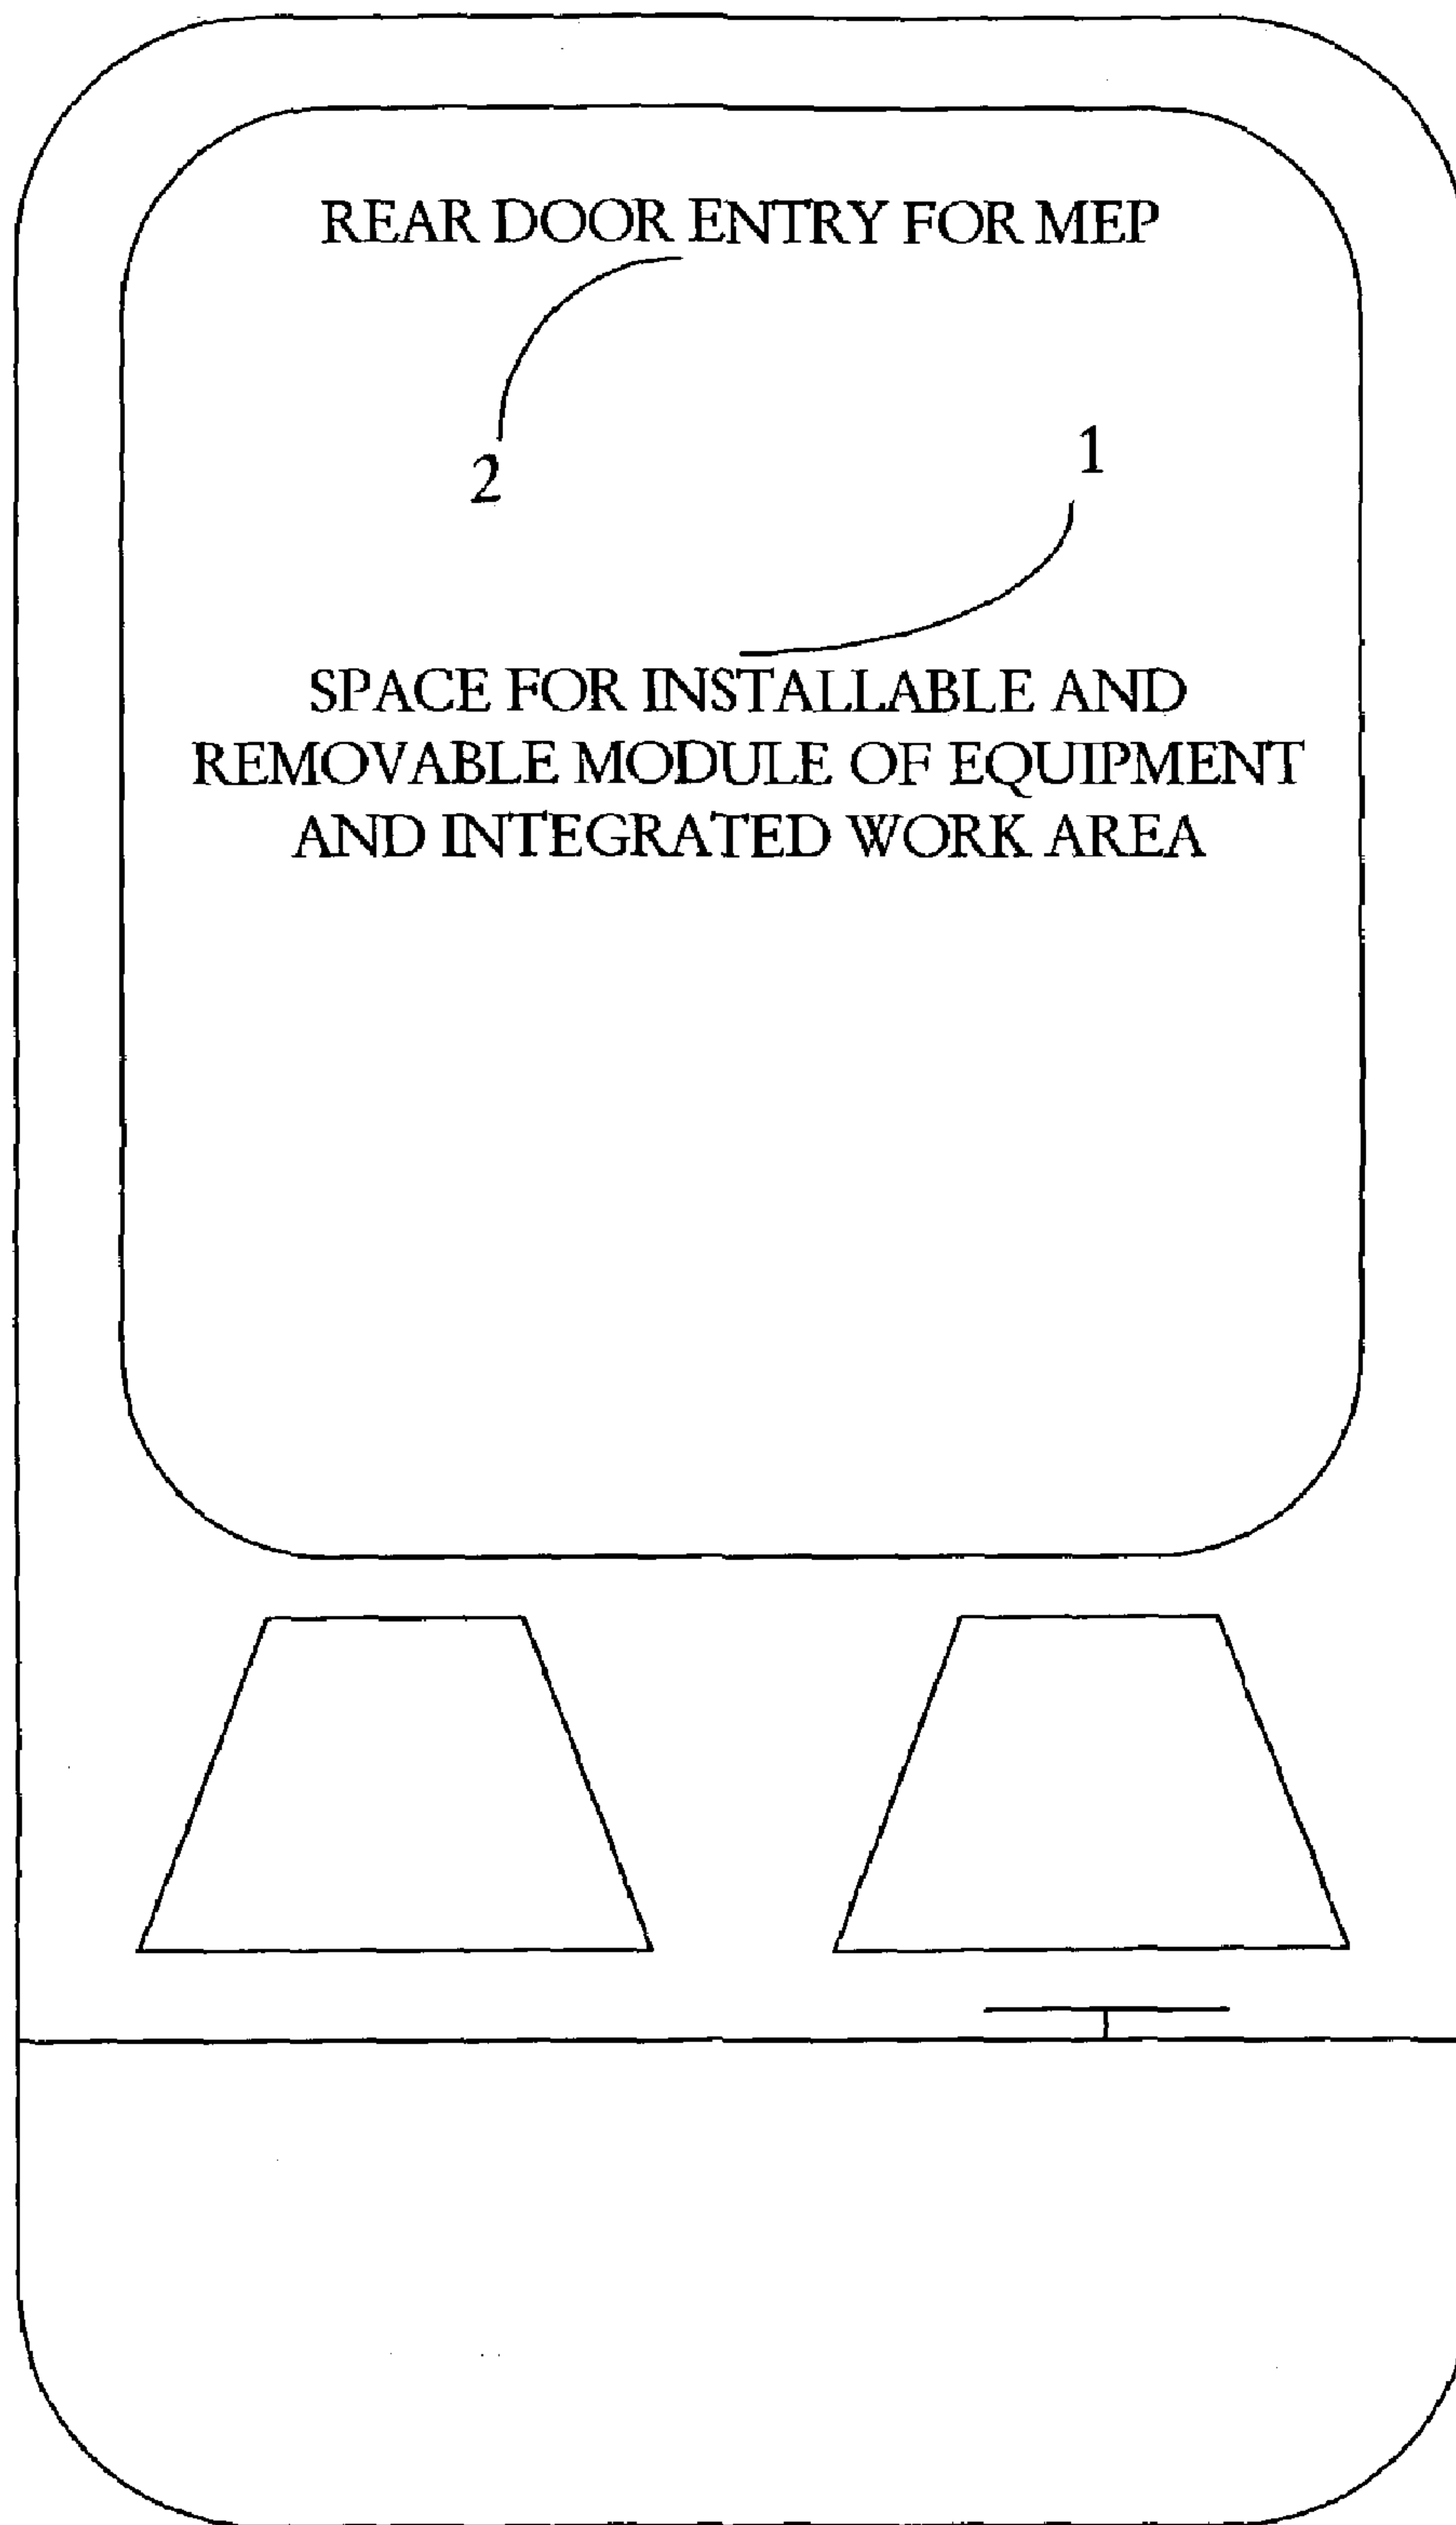 REAR DOOR ENTRY FOR MEP
2
1
SPACE FOR INSTALLABLE AND
REMOVABLE MODULE OF EQUIPMENT
AND INTEGRATED WORK AREA